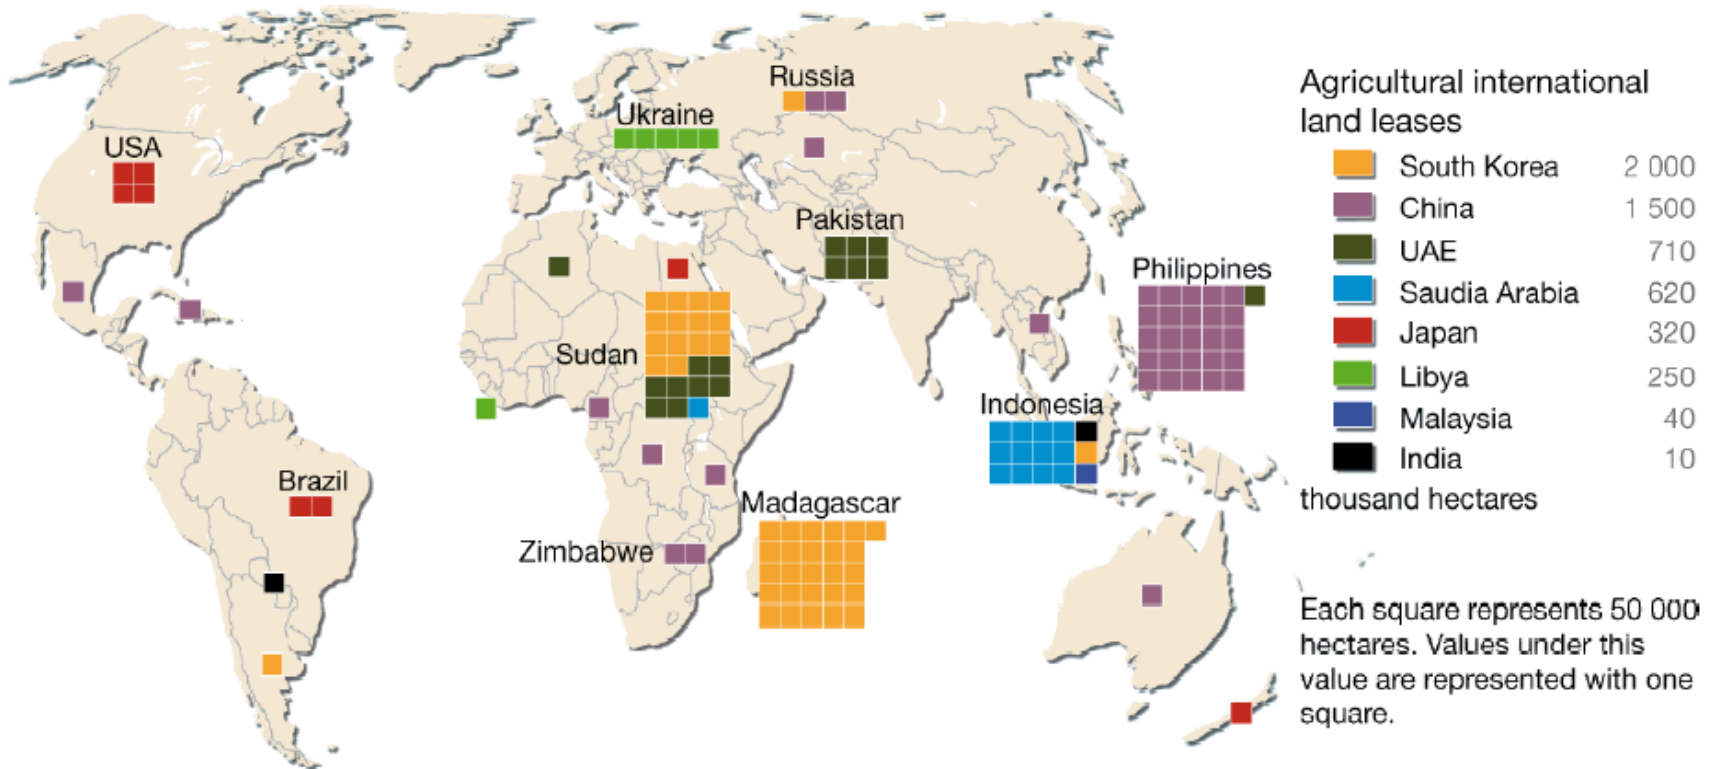 Russia
Ukraine
USA
Pakistan
Philippines
Sudan
Indonesia
Brazil
Madagascar
Zimbabwe
Agricultural international
land leases
South Korea 2 000
China 1 500
UAE 710
Saudia Arabia 620
Japan 320
Libya 250
Malaysia 40
India 10
thousand hectares
Each square represents 50 000
hectares. Values under this
value are represented with one
square.